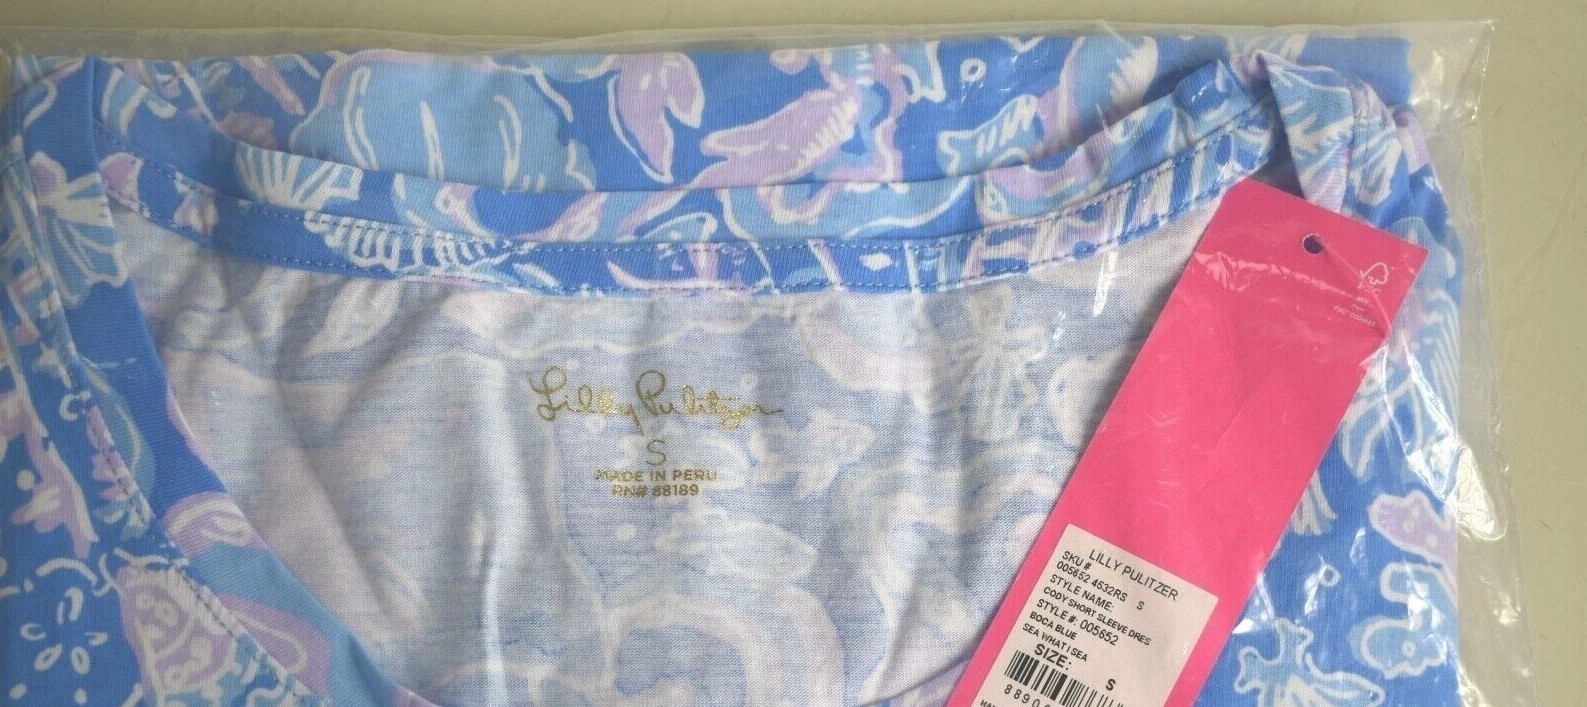 Lilly Pulitzer
S
MADE IN PERU
RN# 88189
LILLY PULITZER
SKU #
005652 4532RS S
STYLE NAME:
CODY SHORT SLEEVE DRES
STYLE #: 005652
BOCA BLUE
SEA WHAT I SEA
SIZE:
S